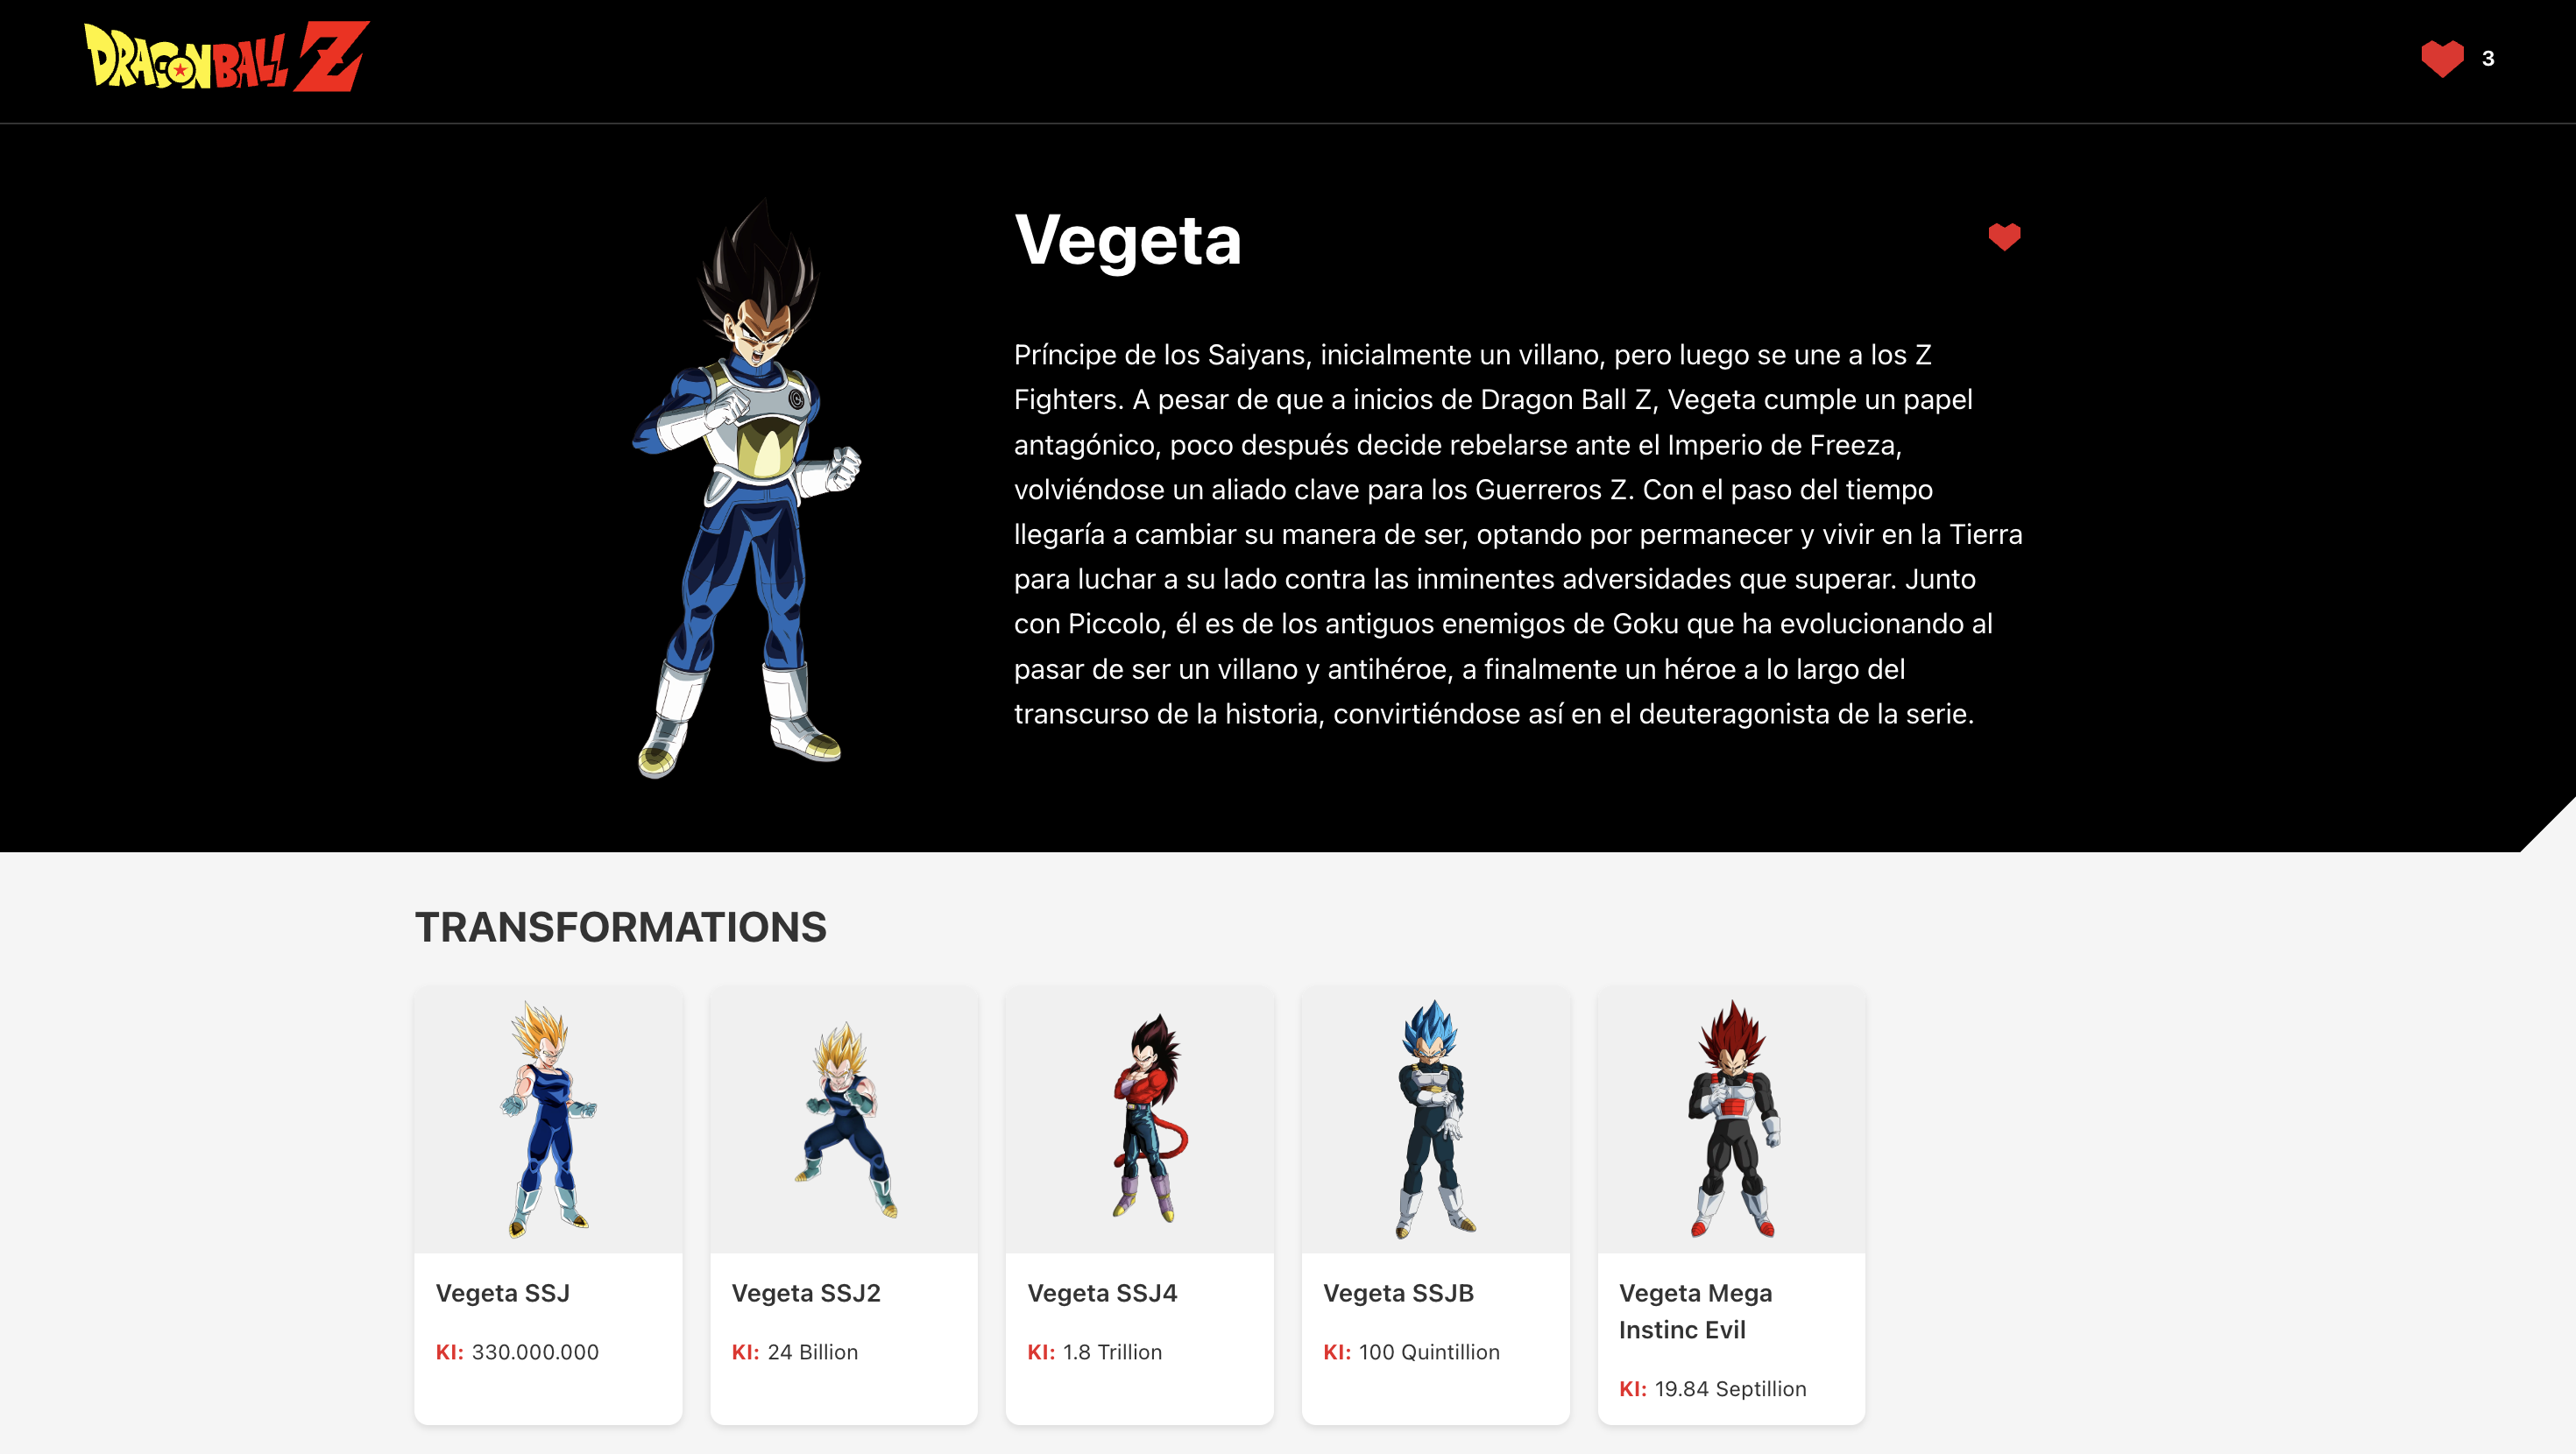 DRAGONBALL Z
3
Vegeta
Príncipe de los Saiyans, inicialmente un villano, pero luego se une a los Z
Fighters. A pesar de que a inicios de Dragon Ball Z, Vegeta cumple un papel
antagónico, poco después decide rebelarse ante el Imperio de Freeza,
volviéndose un aliado clave para los Guerreros Z. Con el paso del tiempo
llegaría a cambiar su manera de ser, optando por permanecer y vivir en la Tierra
para luchar a su lado contra las inminentes adversidades que superar. Junto
con Piccolo, él es de los antiguos enemigos de Goku que ha evolucionando al
pasar de ser un villano y antihéroe, a finalmente un héroe a lo largo del
transcurso de la historia, convirtiéndose así en el deuteragonista de la serie.
TRANSFORMATIONS
Vegeta SSJ
KI: 330.000.000
Vegeta SSJ2
KI: 24 Billion
Vegeta SSJ4
KI: 1.8 Trillion
Vegeta SSJB
KI: 100 Quintillion
Vegeta Mega
Instinc Evil
KI: 19.84 Septillion